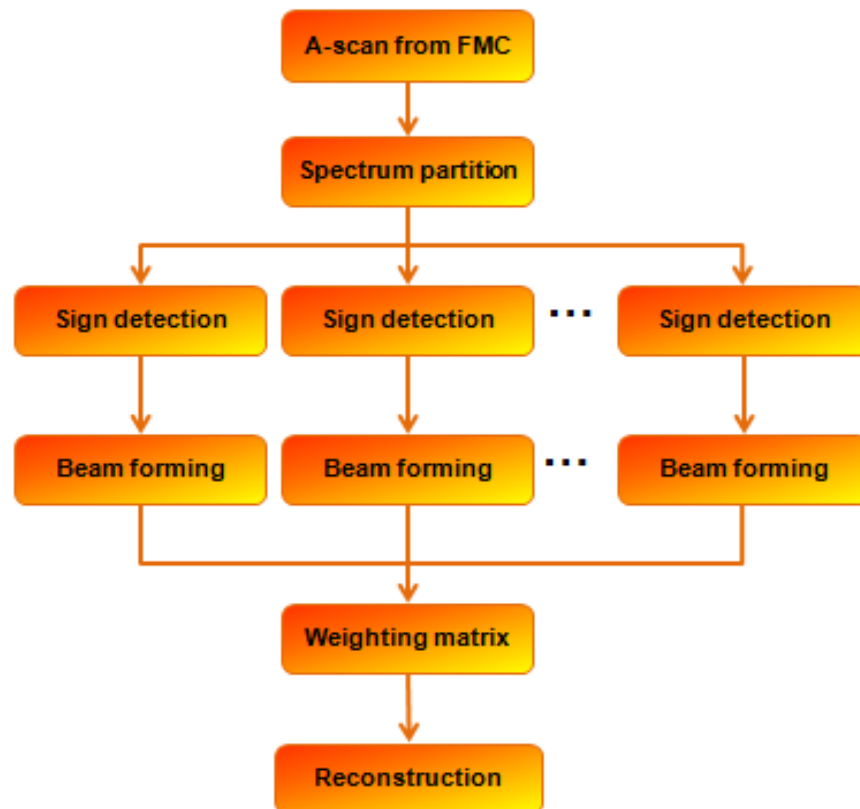 A-scan from FMC
Spectrum partition
Sign detection
Sign detection
...
Sign detection
Beam forming
Beam forming
...
Beam forming
Weighting matrix
Reconstruction